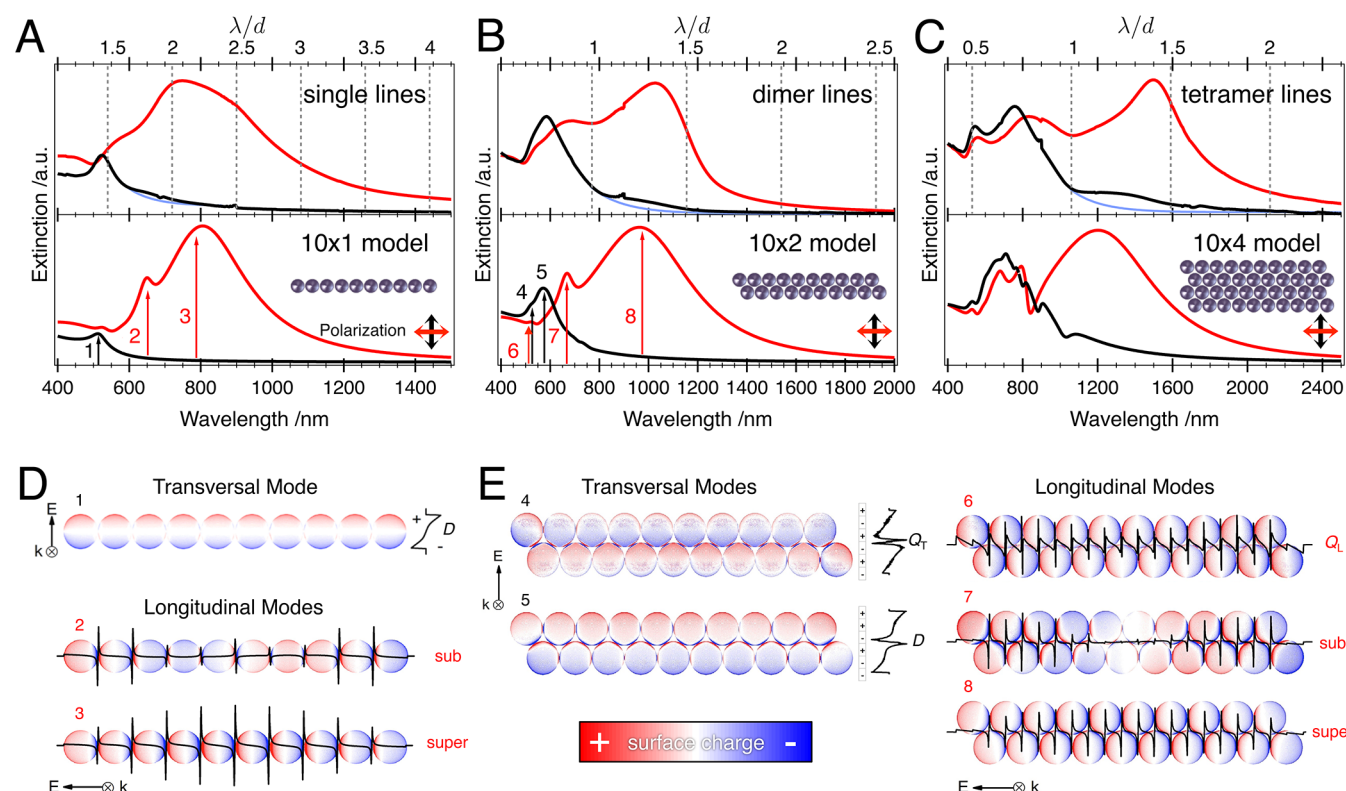 A
λ/d
1.5 2 2.5 3 3.5 4
single lines
Extinction /a.u.
10x1 model
Polarization
1
2
3
400 600 800 1000 1200 1400
Wavelength /nm
B
λ/d
1 1.5 2 2.5
dimer lines
Extinction /a.u.
10x2 model
4
5
6
7
8
400 600 800 1000 1200 1400 1600 1800 2000
Wavelength /nm
C
λ/d
0.5 1 1.5 2
tetramer lines
Extinction /a.u.
10x4 model
400 800 1200 1600 2000 2400
Wavelength /nm
D
Transversal Mode
1
E
k
+
-
D
Longitudinal Modes
2
sub
3
super
E k
E
Transversal Modes
4
+
-
+
-
+
-
+
-
QT
E
k
5
+
-
+
-
D
+ surface charge -
Longitudinal Modes
6
QL
7
sub
8
supe
E k